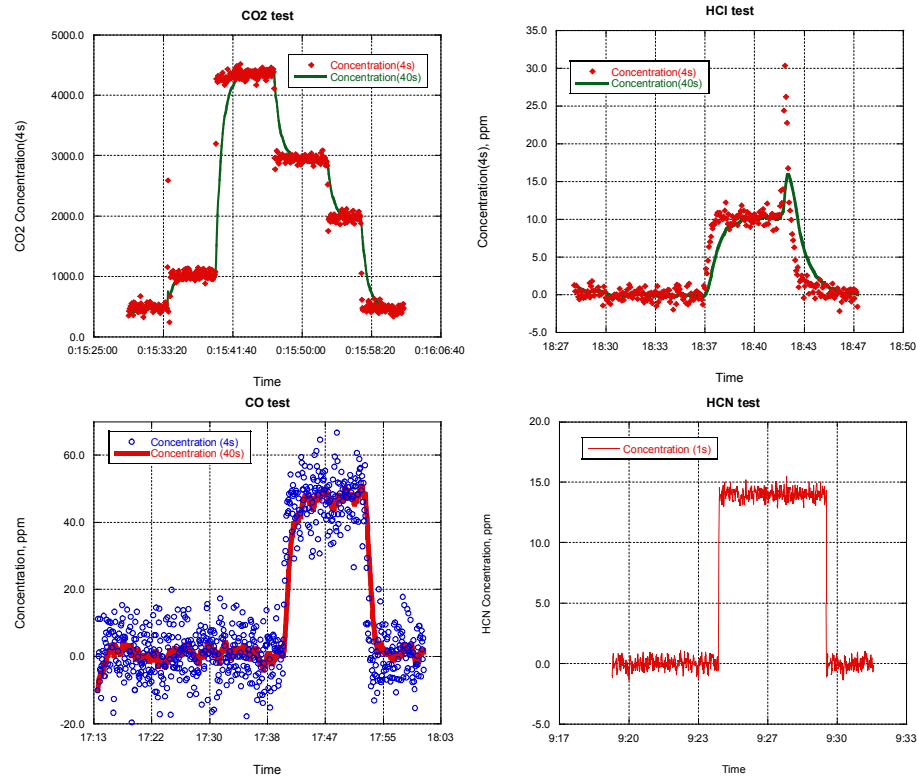 CO2 test
5000.0
4000.0
3000.0
2000.0
1000.0
0.0
CO2 Concentration(4s)
Concentration(4s)
Concentration(40s)
0:15:25:00 0:15:33:20 0:15:41:40 0:15:50:00 0:15:58:20 0:16:06:40
Time
HCl test
35.0
30.0
25.0
20.0
15.0
10.0
5.0
0.0
-5.0
Concentration(4s), ppm
Concentration(4s)
Concentration(40s)
18:27 18:30 18:33 18:37 18:40 18:43 18:47 18:50
Time
CO test
60.0
40.0
20.0
0.0
-20.0
Concentration, ppm
Concentration (4s)
Concentration (40s)
17:13 17:22 17:30 17:38 17:47 17:55 18:03
Time
HCN test
20.0
15.0
10.0
5.0
0.0
-5.0
HCN Concentration, ppm
Concentration (1s)
9:17 9:20 9:23 9:27 9:30 9:33
Time